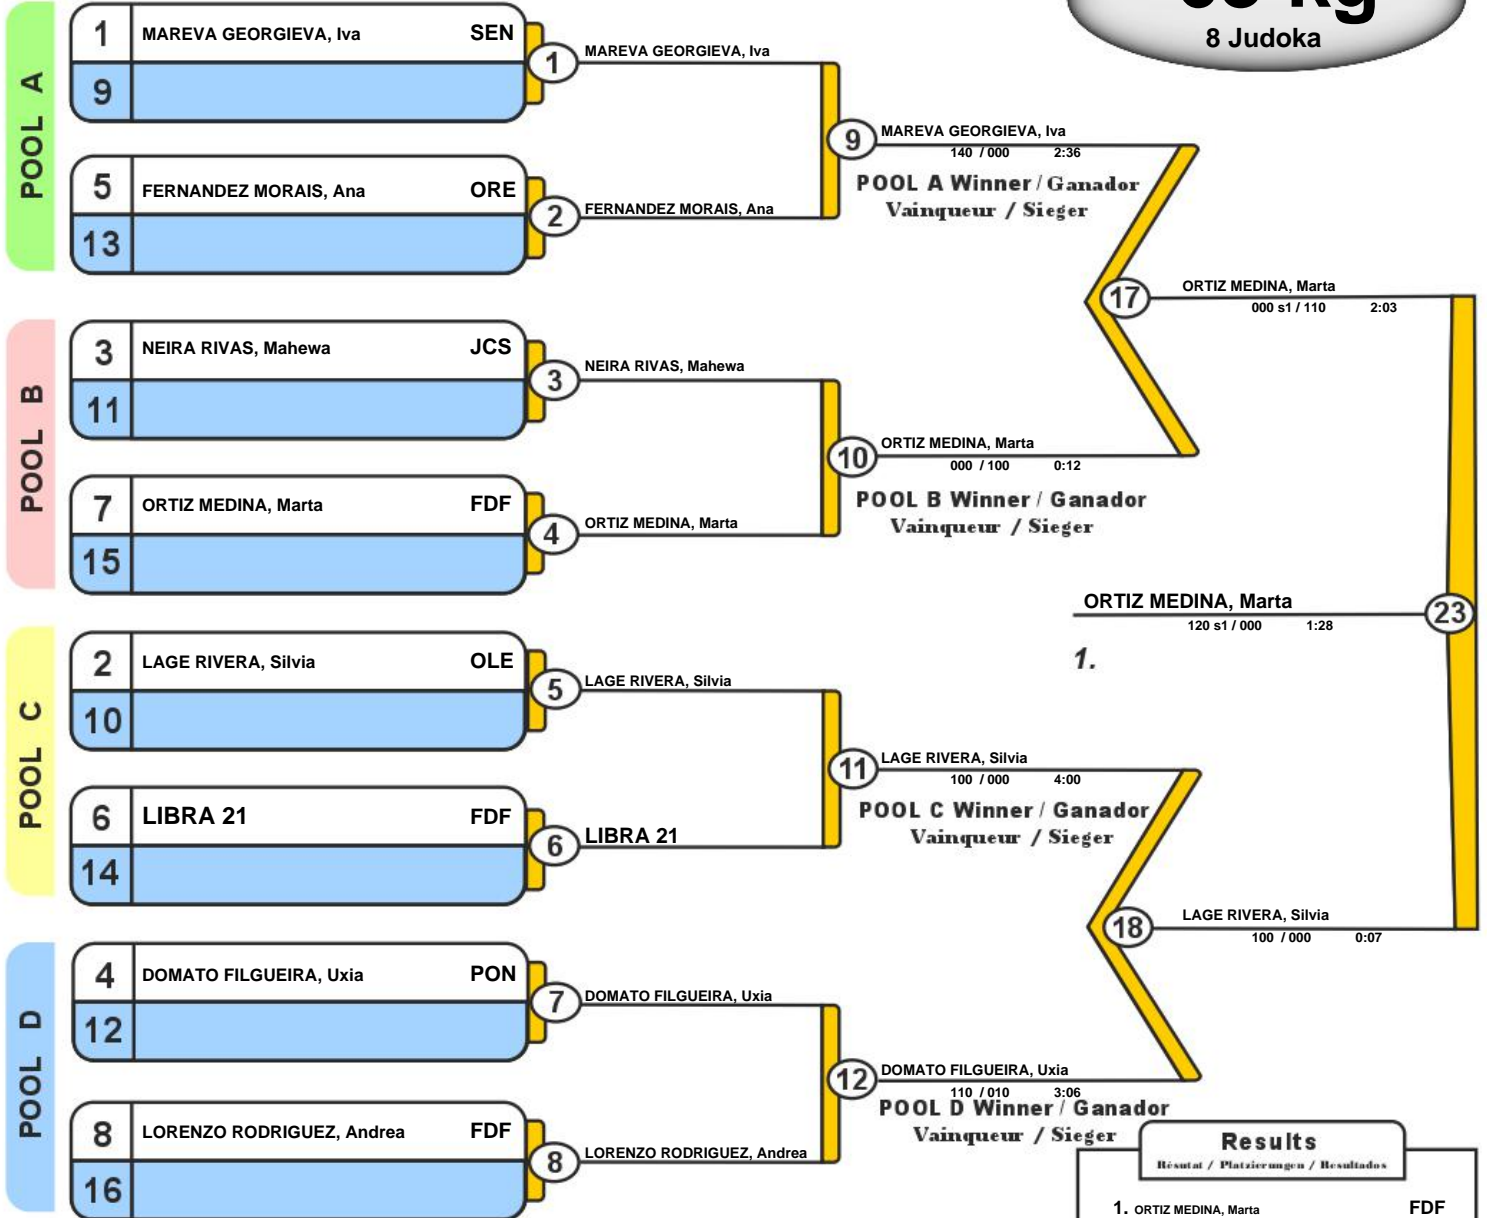 8 Judoka
POOL A
1 MAREVA GEORGIEVA, Iva SEN
9
1
MAREVA GEORGIEVA, Iva
5 FERNANDEZ MORAIS, Ana ORE
13
2
FERNANDEZ MORAIS, Ana
9
MAREVA GEORGIEVA, Iva
140 / 000 2:36
POOL A Winner / Ganador
Vainqueur / Sieger
POOL B
3 NEIRA RIVAS, Mahewa JCS
11
3
NEIRA RIVAS, Mahewa
7 ORTIZ MEDINA, Marta FDF
15
4
ORTIZ MEDINA, Marta
10
ORTIZ MEDINA, Marta
000 / 100 0:12
POOL B Winner / Ganador
Vainqueur / Sieger
17
ORTIZ MEDINA, Marta
000 s1 / 110 2:03
POOL C
2 LAGE RIVERA, Silvia OLE
10
5
LAGE RIVERA, Silvia
6 LIBRA 21 FDF
14
6
LIBRA 21
11
LAGE RIVERA, Silvia
100 / 000 4:00
POOL C Winner / Ganador
Vainqueur / Sieger
POOL D
4 DOMATO FILGUEIRA, Uxia PON
12
7
DOMATO FILGUEIRA, Uxia
8 LORENZO RODRIGUEZ, Andrea FDF
16
8
LORENZO RODRIGUEZ, Andrea
12
DOMATO FILGUEIRA, Uxia
110 / 010 3:06
POOL D Winner / Ganador
Vainqueur / Sieger
18
LAGE RIVERA, Silvia
100 / 000 0:07
23
ORTIZ MEDINA, Marta
120 s1 / 000 1:28
1.
Results
Résutat / Platzierungen / Resultados
1. ORTIZ MEDINA, Marta FDF